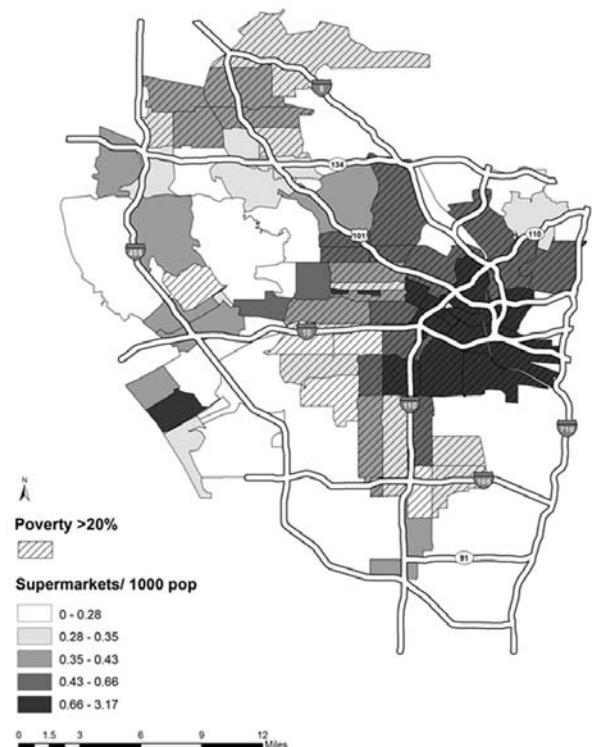 5
134
101
110
405
10
110
710
105
91
N
Poverty >20%
Supermarkets/ 1000 pop
0 - 0.28
0.28 - 0.35
0.35 - 0.43
0.43 - 0.66
0.66 - 3.17
0 1.5 3 6 9 12
Miles